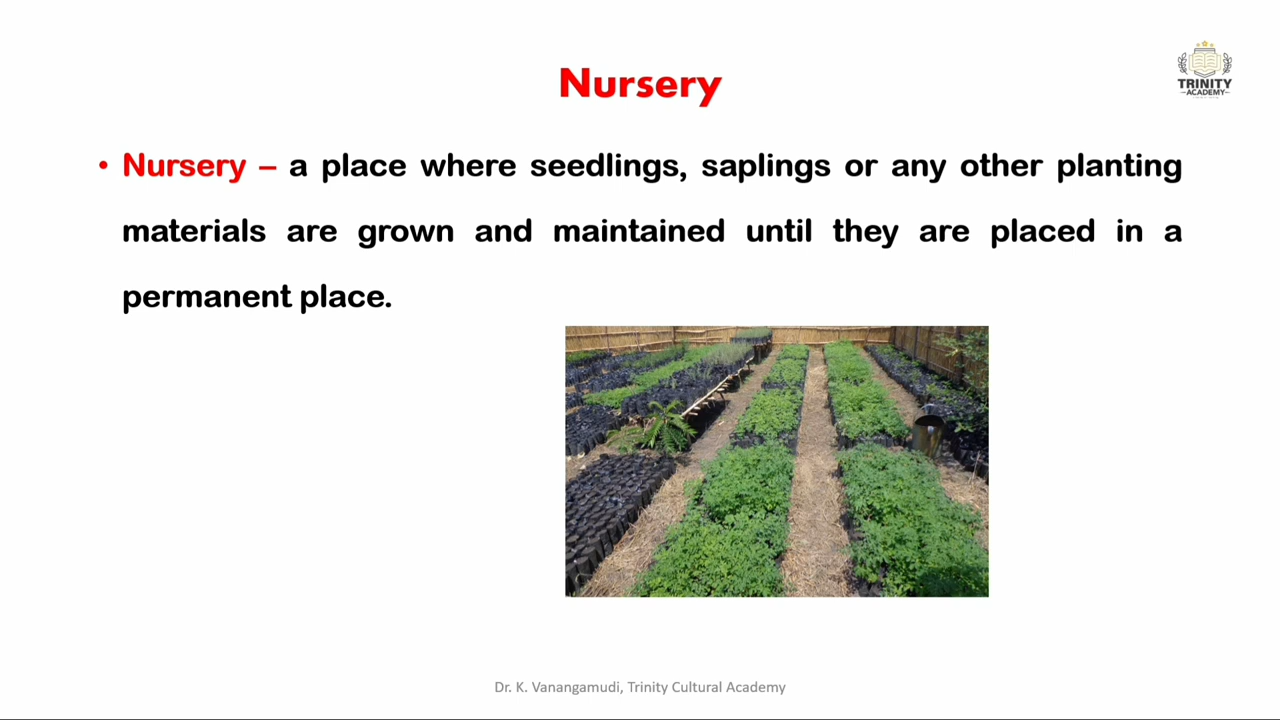 Nursery
TRINITY
ACADEMY
• Nursery – a place where seedlings, saplings or any other planting
materials are grown and maintained until they are placed in a
permanent place.
Dr. K. Vanangamudi, Trinity Cultural Academy